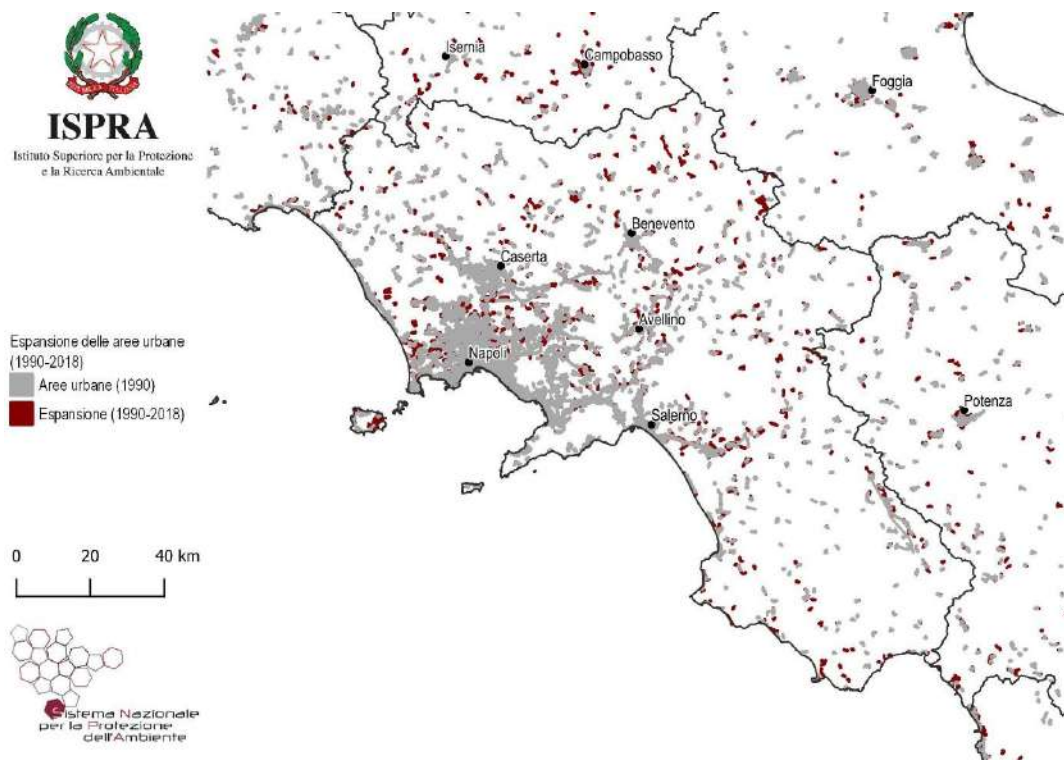 ISPRA
Istituto Superiore per la Protezione
e la Ricerca Ambientale
Isernia
Campobasso
Foggia
Benevento
Caserta
Avellino
Napoli
Salerno
Potenza
Espansione delle aree urbane
(1990-2018)
Aree urbane (1990)
Espansione (1990-2018)
0 20 40 km
Sistema Nazionale
per la Protezione
dell'Ambiente